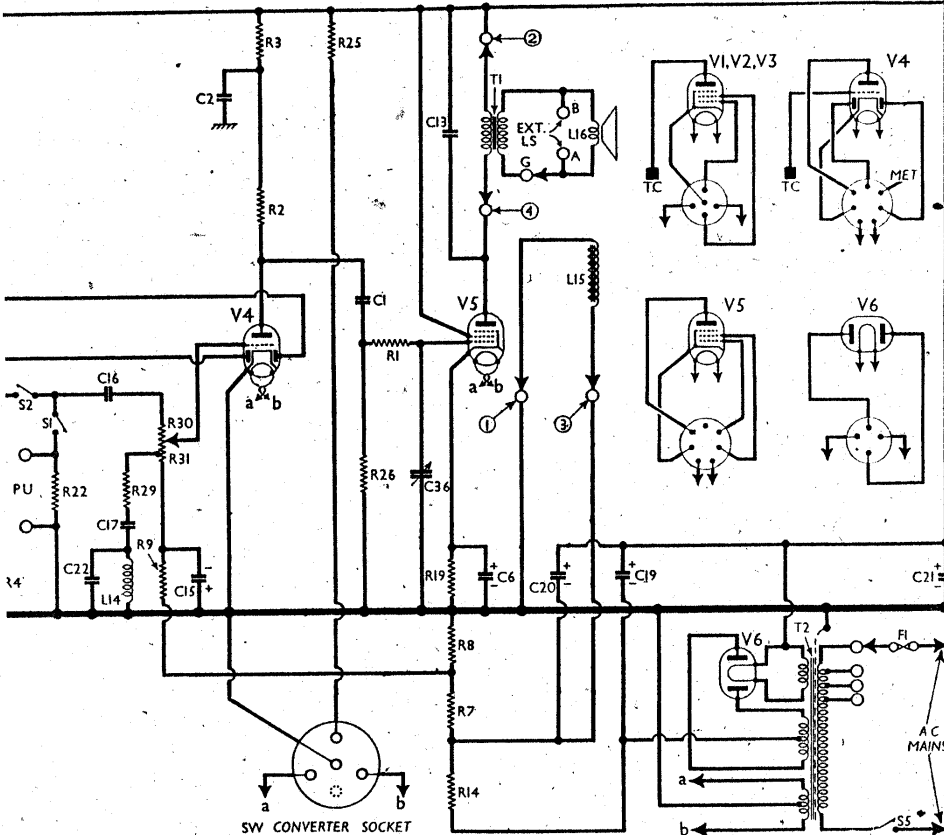 R3
R25
②
V1,V2,V3
V4
T1
C2
C13
B
EXT.
LS
L16
A
G
TC
TC
MET
R2
④
L15
C1
V5
V4
V5
V6
R1
C16
a
b
a
b
S2
S1
R30
①
③
R31
R26
C36
PU
R22
R29
C17
R9
R4
C22
C15
-
+
R19
+
-
C6
C20
+
-
+
-
C19
C21
+
-
L14
R8
V6
T2
F1
R7
A C
MAINS
a
R14
a
b
b
S5
SW CONVERTER SOCKET